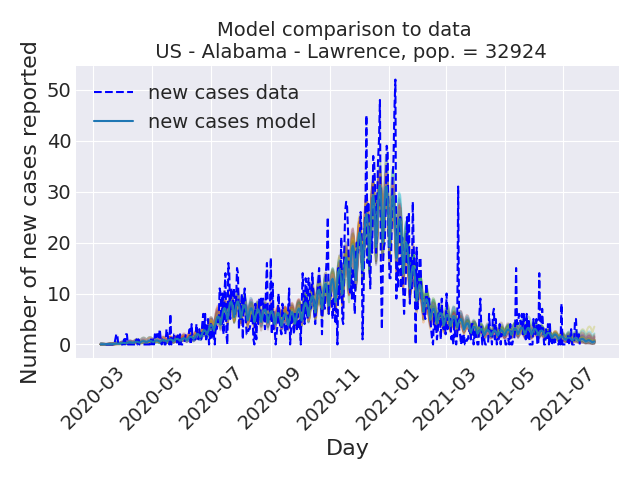 Model comparison to data
US - Alabama - Lawrence, pop. = 32924
Number of new cases reported
50
40
30
20
10
0
new cases data
new cases model
2020-03
2020-05
2020-07
2020-09
2020-11
2021-01
2021-03
2021-05
2021-07
Day